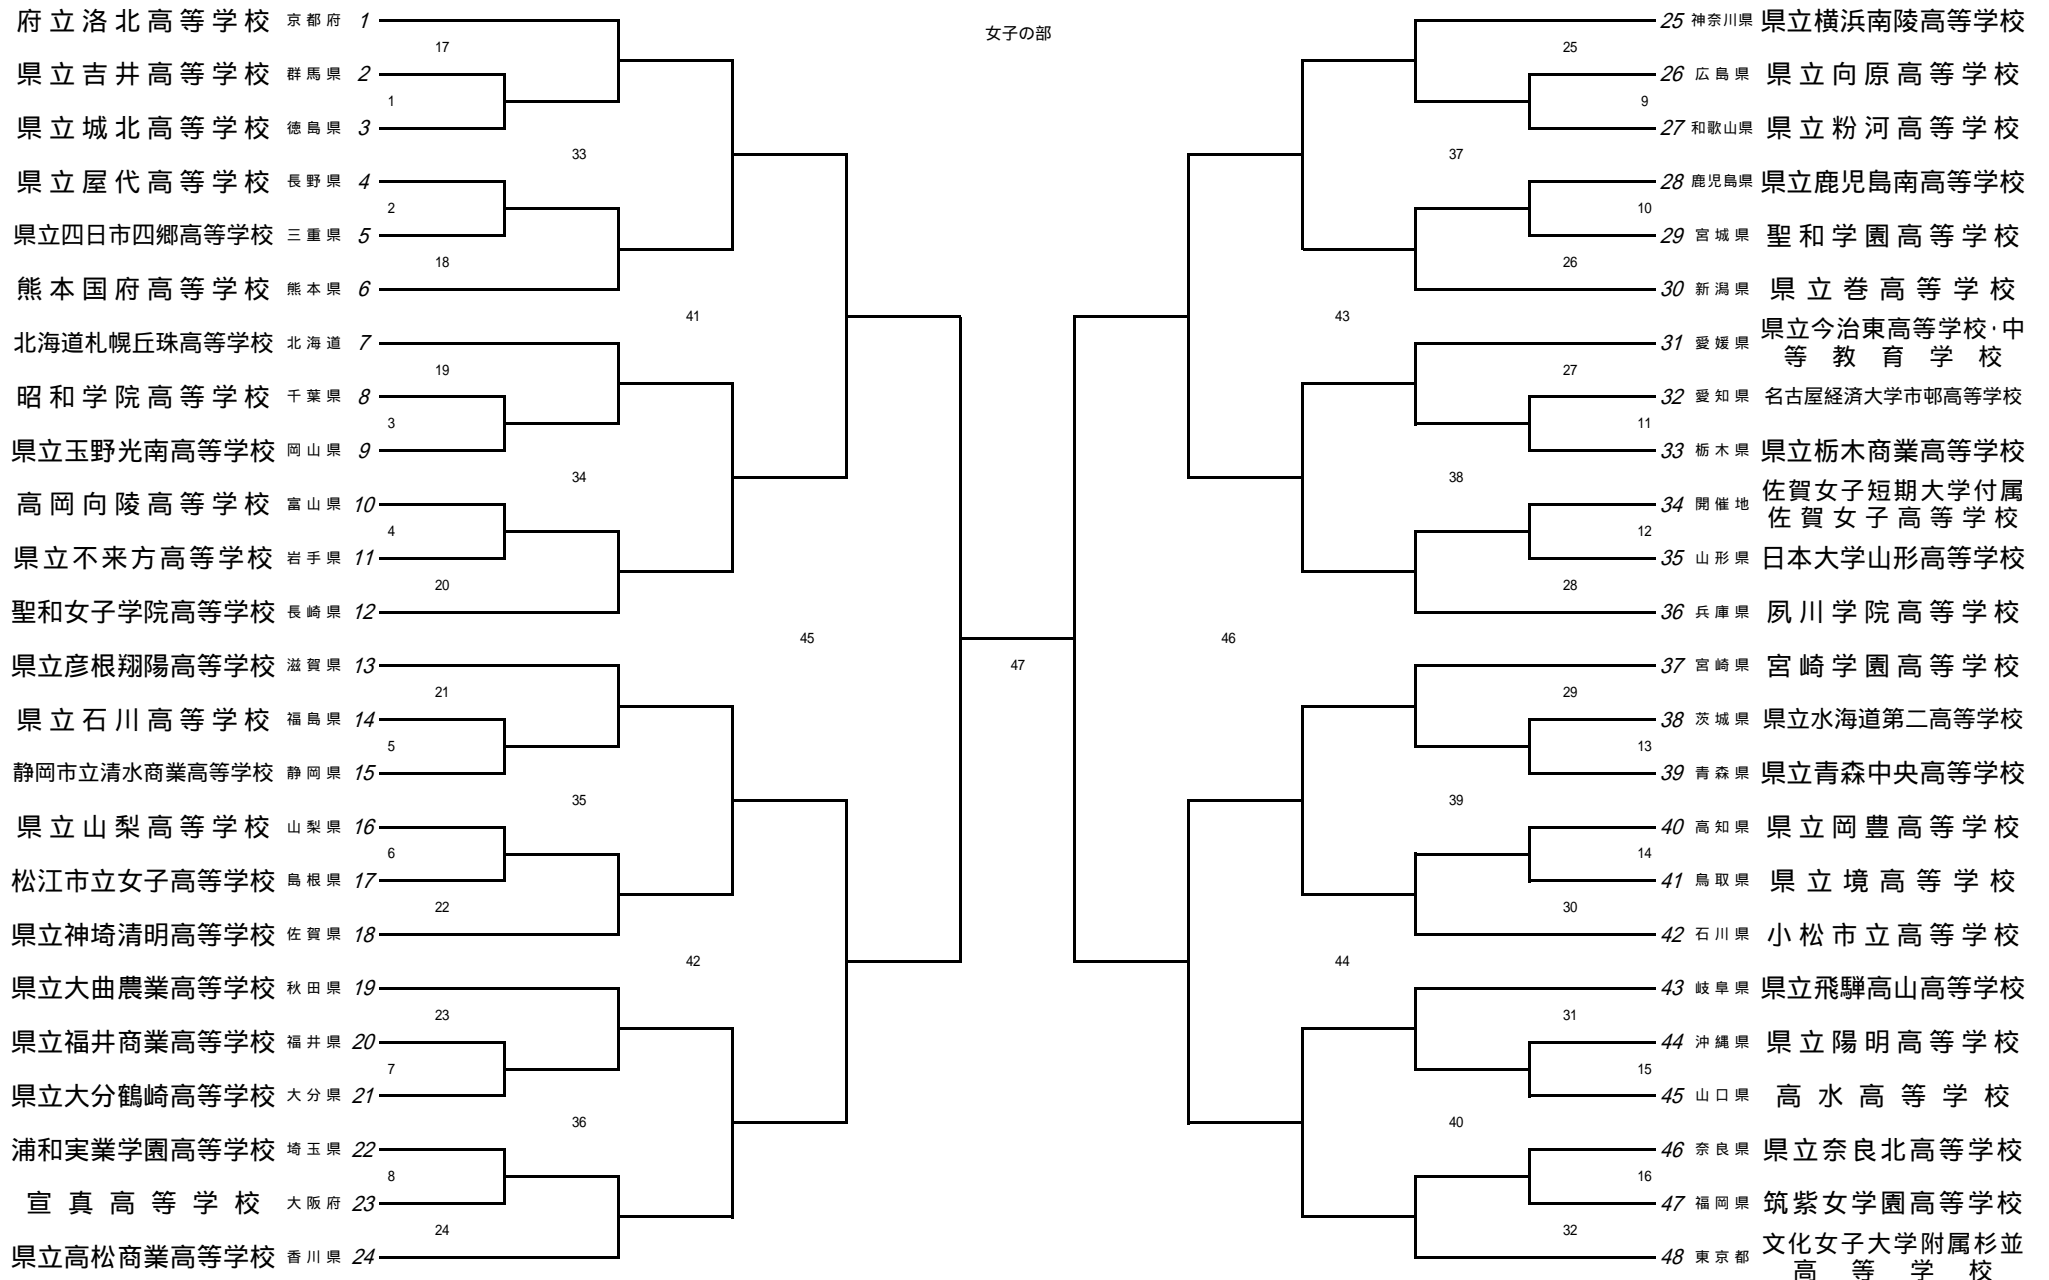 女子の部
府立洛北高等学校 京都府 1
17
県立吉井高等学校 群馬県 2
1
県立城北高等学校 徳島県 3
33
県立屋代高等学校 長野県 4
2
県立四日市四郷高等学校 三重県 5
18
熊本国府高等学校 熊本県 6
41
北海道札幌丘珠高等学校 北海道 7
19
昭和学院高等学校 千葉県 8
3
県立玉野光南高等学校 岡山県 9
34
高岡向陵高等学校 富山県 10
4
県立不来方高等学校 岩手県 11
20
聖和女子学院高等学校 長崎県 12
45
県立彦根翔陽高等学校 滋賀県 13
21
県立石川高等学校 福島県 14
5
静岡市立清水商業高等学校 静岡県 15
35
県立山梨高等学校 山梨県 16
6
松江市立女子高等学校 島根県 17
22
県立神埼清明高等学校 佐賀県 18
42
県立大曲農業高等学校 秋田県 19
23
県立福井商業高等学校 福井県 20
7
県立大分鶴崎高等学校 大分県 21
36
浦和実業学園高等学校 埼玉県 22
8
宣真高等学校 大阪府 23
24
県立高松商業高等学校 香川県 24
47
25 神奈川県 県立横浜南陵高等学校
25
26 広島県 県立向原高等学校
9
27 和歌山県 県立粉河高等学校
37
28 鹿児島県 県立鹿児島南高等学校
10
29 宮城県 聖和学園高等学校
26
30 新潟県 県立巻高等学校
43
31 愛媛県 県立今治東高等学校・中
等教育学校
27
32 愛知県 名古屋経済大学市邨高等学校
11
33 栃木県 県立栃木商業高等学校
38
34 開催地 佐賀女子短期大学付属
佐賀女子高等学校
12
35 山形県 日本大学山形高等学校
28
36 兵庫県 夙川学院高等学校
46
37 宮崎県 宮崎学園高等学校
29
38 茨城県 県立水海道第二高等学校
13
39 青森県 県立青森中央高等学校
39
40 高知県 県立岡豊高等学校
14
41 鳥取県 県立境高等学校
30
42 石川県 小松市立高等学校
44
43 岐阜県 県立飛騨高山高等学校
31
44 沖縄県 県立陽明高等学校
15
45 山口県 高水高等学校
40
46 奈良県 県立奈良北高等学校
16
47 福岡県 筑紫女学園高等学校
32
48 東京都 文化女子大学附属杉並
高等学校